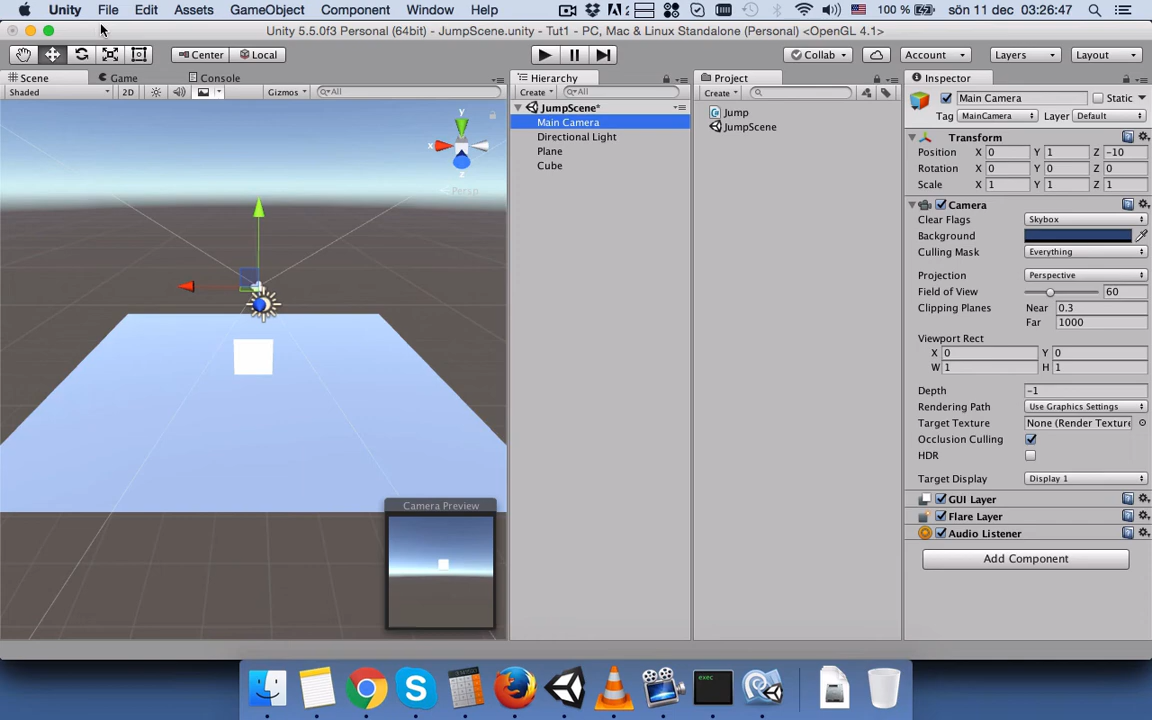 Unity File Edit Assets GameObject Component Window Help 100 % sön 11 dec 03:26:47
Unity 5.5.0f3 Personal (64bit) - JumpScene.unity - Tut1 - PC, Mac & Linux Standalone (Personal) <OpenGL 4.1>
Center Local Collab Account Layers Layout
Scene Game Console Hierarchy Project Inspector
Shaded 2D Gizmos All Create All Create Main Camera Static
JumpScene* Jump Tag MainCamera Layer Default
Main Camera JumpScene
Directional Light Transform
Plane Position X 0 Y 1 Z -10
Cube Rotation X 0 Y 0 Z 0
Scale X 1 Y 1 Z 1
y
x
z
Persp
Camera
Clear Flags Skybox
Background
Culling Mask Everything
Projection Perspective
Field of View 60
Clipping Planes Near 0.3
Far 1000
Viewport Rect
X 0 Y 0
W 1 H 1
Depth -1
Rendering Path Use Graphics Settings
Target Texture None (Render Texture
Occlusion Culling
HDR
Target Display Display 1
Camera Preview GUI Layer
Flare Layer
Audio Listener
Add Component
exec